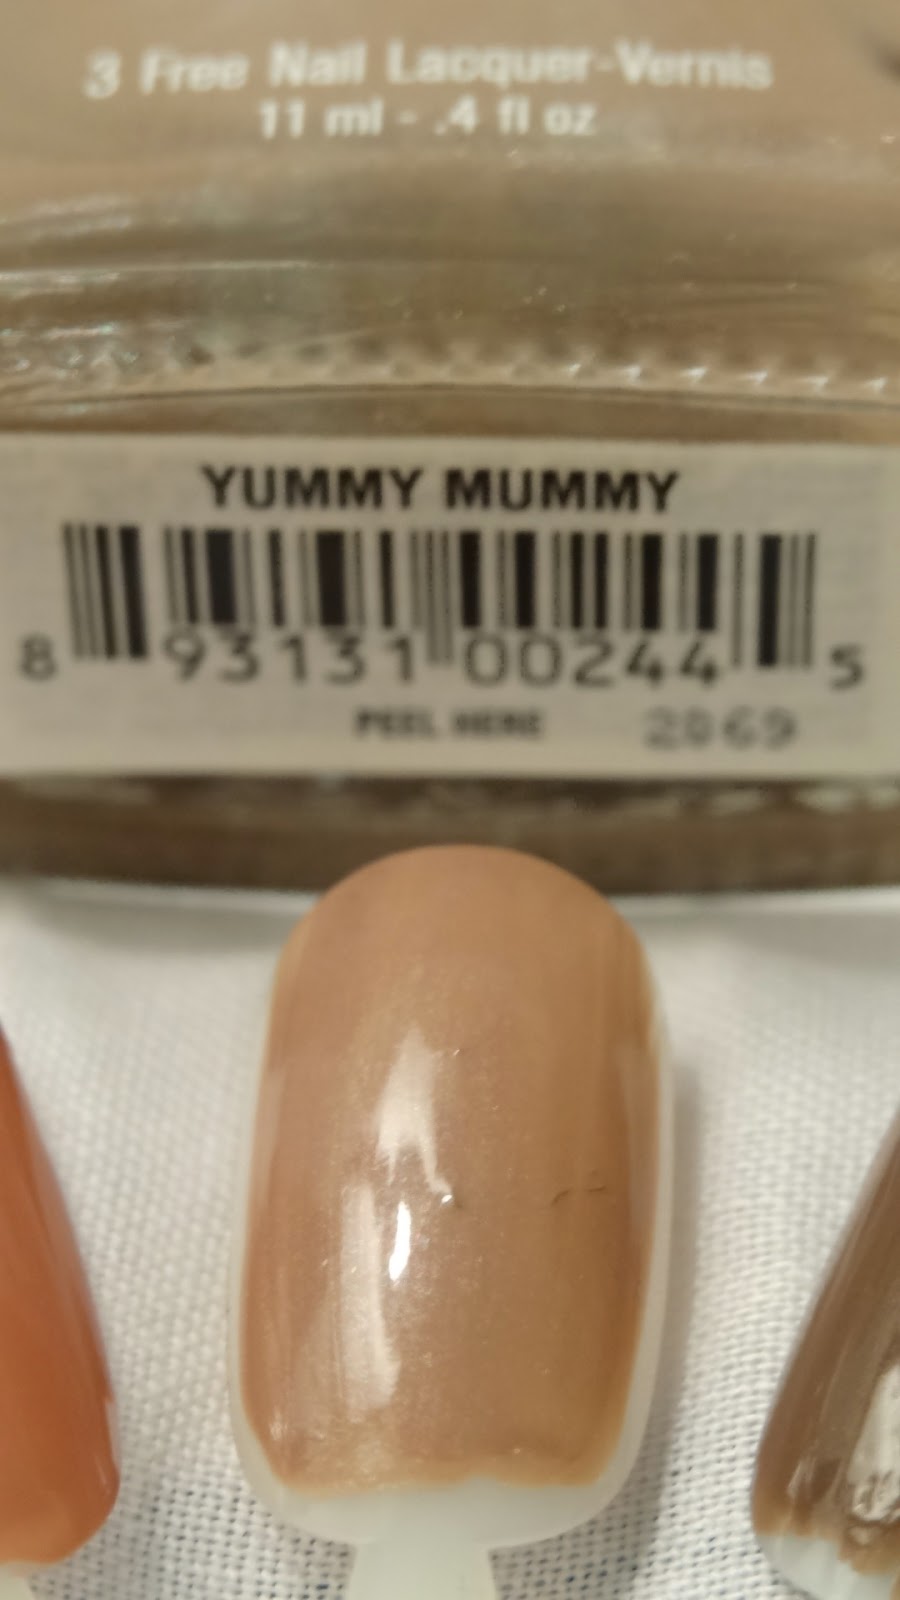 3 Free Nail Lacquer-Vernis
11 ml - .4 fl oz
YUMMY MUMMY
8 93131 00244 5
PEEL HERE 2069